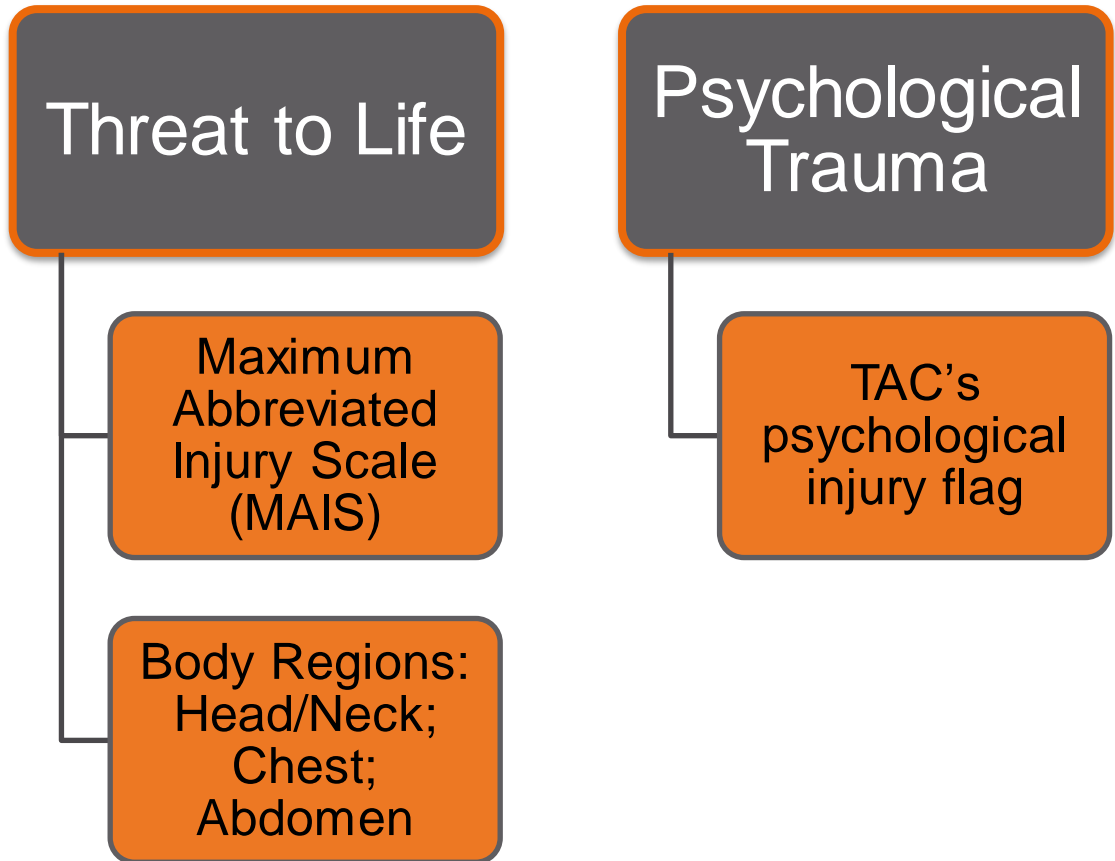 Threat to Life
Maximum
Abbreviated
Injury Scale
(MAIS)
Body Regions:
Head/Neck;
Chest;
Abdomen
Psychological
Trauma
TAC’s
psychological
injury flag